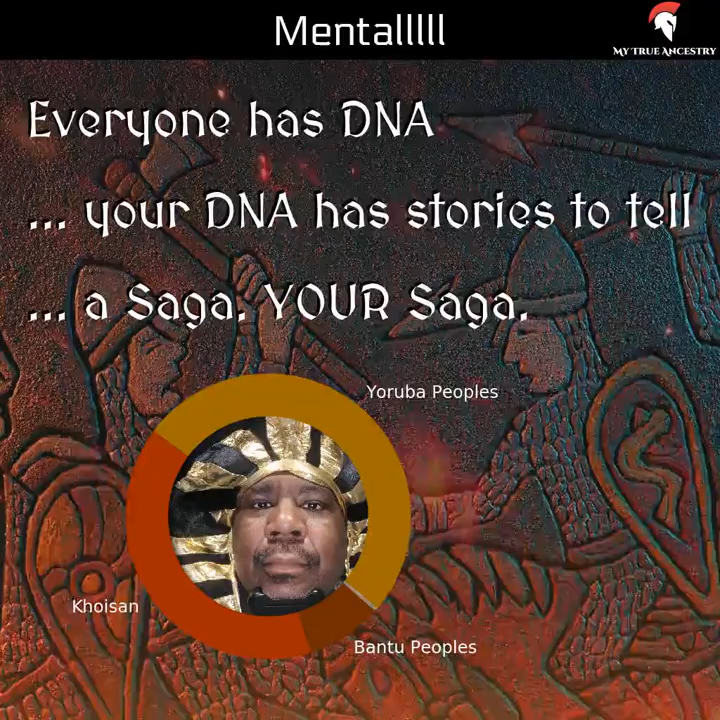 Mentalllll
MY TRUE ANCESTRY
Everyone has DNA
... your DNA has stories to tell
... a Saga. YOUR Saga.
Yoruba Peoples
Khoisan
Bantu Peoples